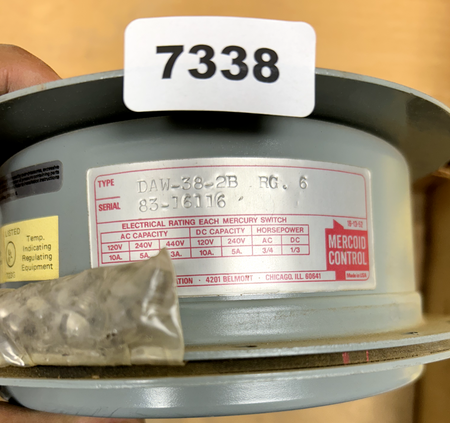 7338
TYPE DAW-38-2B RG. 6
SERIAL 83-16116
ELECTRICAL RATING EACH MERCURY SWITCH
AC CAPACITY DC CAPACITY HORSEPOWER
120V 240V 440V 120V 240V AC DC
10A. 5A. 3A. 10A. 5A. 3/4 1/3
MERCOID
CONTROL
Made in USA
ATION • 4201 BELMONT • CHICAGO, ILL. 60641
LISTED
Temp.
Indicating
Regulating
Equipment